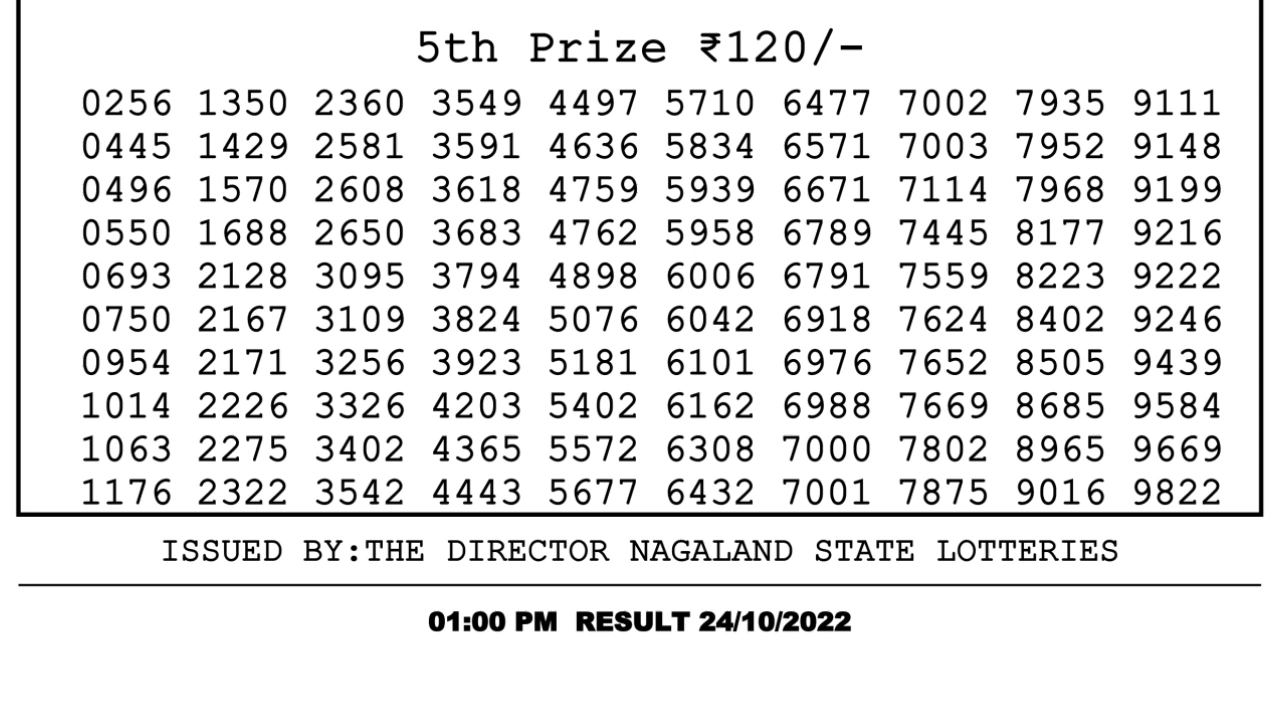 5th Prize ₹120/-
0256 1350 2360 3549 4497 5710 6477 7002 7935 9111
0445 1429 2581 3591 4636 5834 6571 7003 7952 9148
0496 1570 2608 3618 4759 5939 6671 7114 7968 9199
0550 1688 2650 3683 4762 5958 6789 7445 8177 9216
0693 2128 3095 3794 4898 6006 6791 7559 8223 9222
0750 2167 3109 3824 5076 6042 6918 7624 8402 9246
0954 2171 3256 3923 5181 6101 6976 7652 8505 9439
1014 2226 3326 4203 5402 6162 6988 7669 8685 9584
1063 2275 3402 4365 5572 6308 7000 7802 8965 9669
1176 2322 3542 4443 5677 6432 7001 7875 9016 9822
ISSUED BY:THE DIRECTOR NAGALAND STATE LOTTERIES
01:00 PM RESULT 24/10/2022